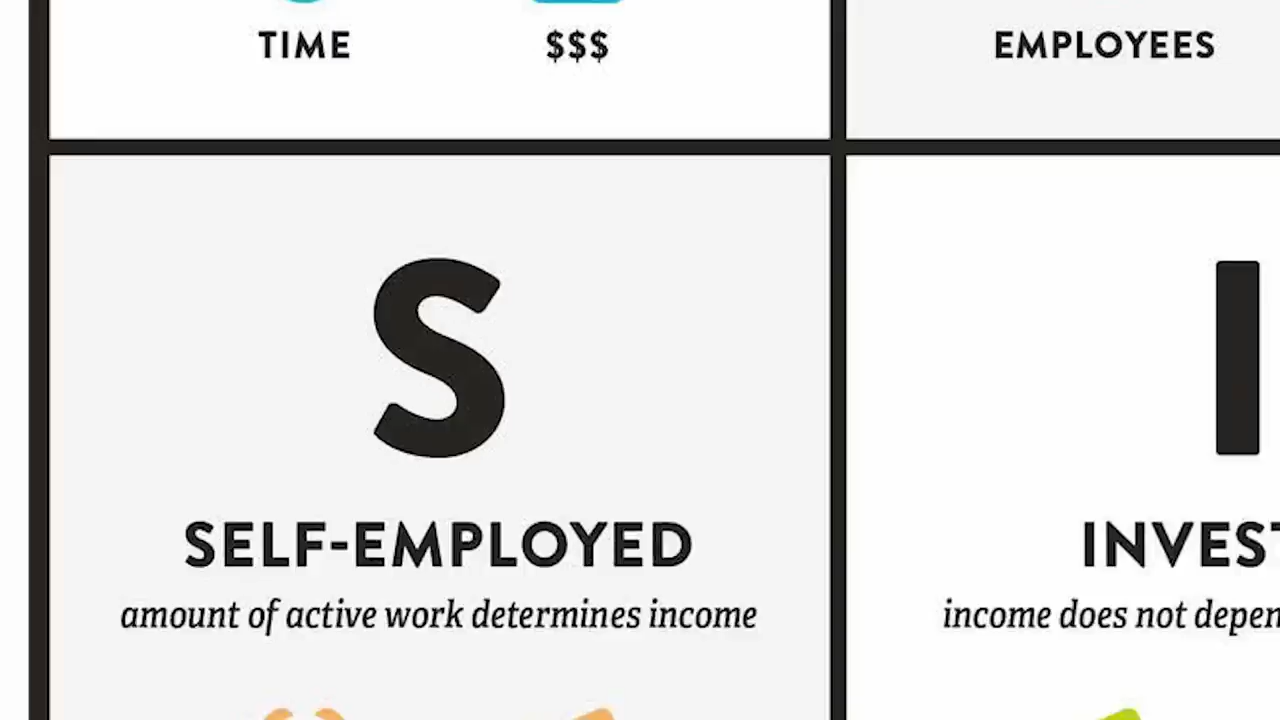 TIME
$$$
EMPLOYEES
S
SELF-EMPLOYED
amount of active work determines income
I
INVEST
income does not depen